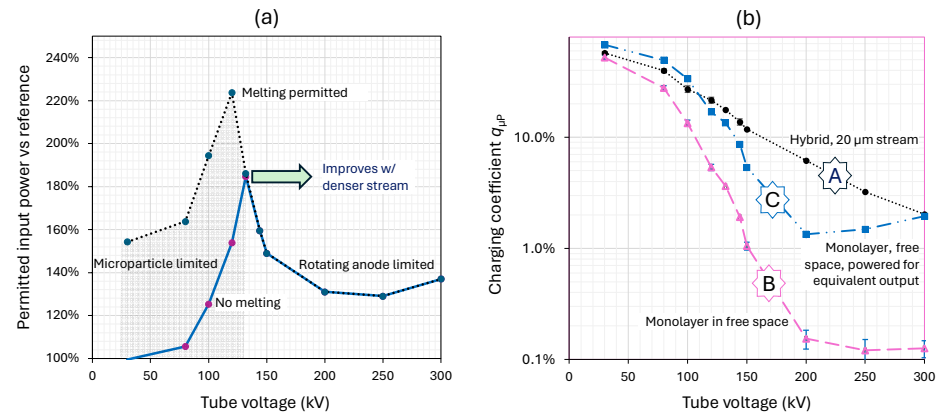 (a)
Permitted input power vs reference
240%
220%
200%
180%
160%
140%
120%
100%
0
50
100
150
200
250
300
Tube voltage (kV)
Melting permitted
Improves w/
denser stream
Microparticle limited
Rotating anode limited
No melting
(b)
Charging coefficient qµP
10.0%
1.0%
0.1%
0
50
100
150
200
250
300
Tube voltage (kV)
Hybrid, 20 µm stream
A
C
B
Monolayer, free
space, powered for
equivalent output
Monolayer in free space